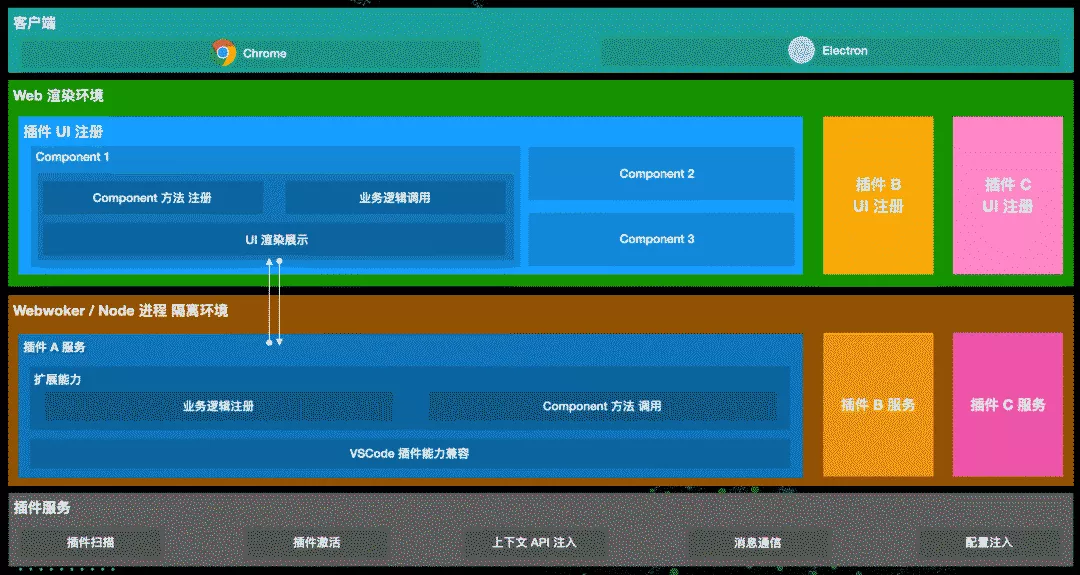 客户端
Chrome
Electron
Web 渲染环境
插件 UI 注册
Component 1
Component 方法 注册
业务逻辑调用
UI 渲染展示
Component 2
Component 3
插件 B
UI 注册
插件 C
UI 注册
Webwoker / Node 进程 隔离环境
插件 A 服务
扩展能力
业务逻辑注册
Component 方法 调用
VSCode 插件能力兼容
插件 B 服务
插件 C 服务
插件服务
插件扫描
插件激活
上下文 API 注入
消息通信
配置注入